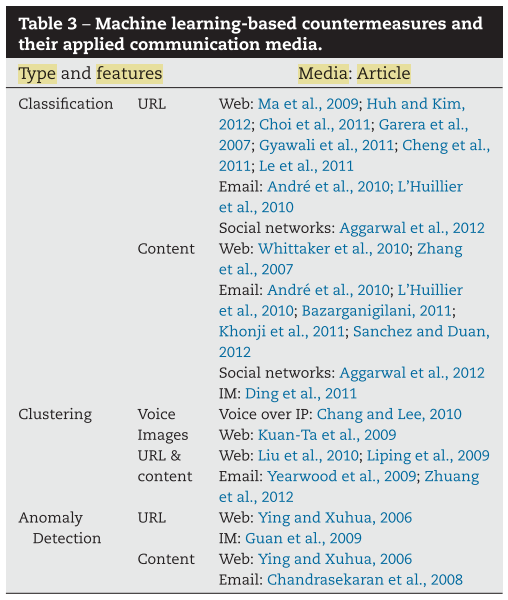 Table 3 – Machine learning-based countermeasures and
their applied communication media.
Type and features Media: Article
Classification URL Web: Ma et al., 2009; Huh and Kim,
2012; Choi et al., 2011; Garera et al.,
2007; Gyawali et al., 2011; Cheng et al.,
2011; Le et al., 2011
Email: André et al., 2010; L'Huillier
et al., 2010
Social networks: Aggarwal et al., 2012
Content Web: Whittaker et al., 2010; Zhang
et al., 2007
Email: André et al., 2010; L'Huillier
et al., 2010; Bazarganigilani, 2011;
Khonji et al., 2011; Sanchez and Duan,
2012
Social networks: Aggarwal et al., 2012
IM: Ding et al., 2011
Clustering Voice Voice over IP: Chang and Lee, 2010
Images Web: Kuan-Ta et al., 2009
URL & Web: Liu et al., 2010; Liping et al., 2009
content Email: Yearwood et al., 2009; Zhuang
et al., 2012
Anomaly URL Web: Ying and Xuhua, 2006
Detection IM: Guan et al., 2009
Content Web: Ying and Xuhua, 2006
Email: Chandrasekaran et al., 2008